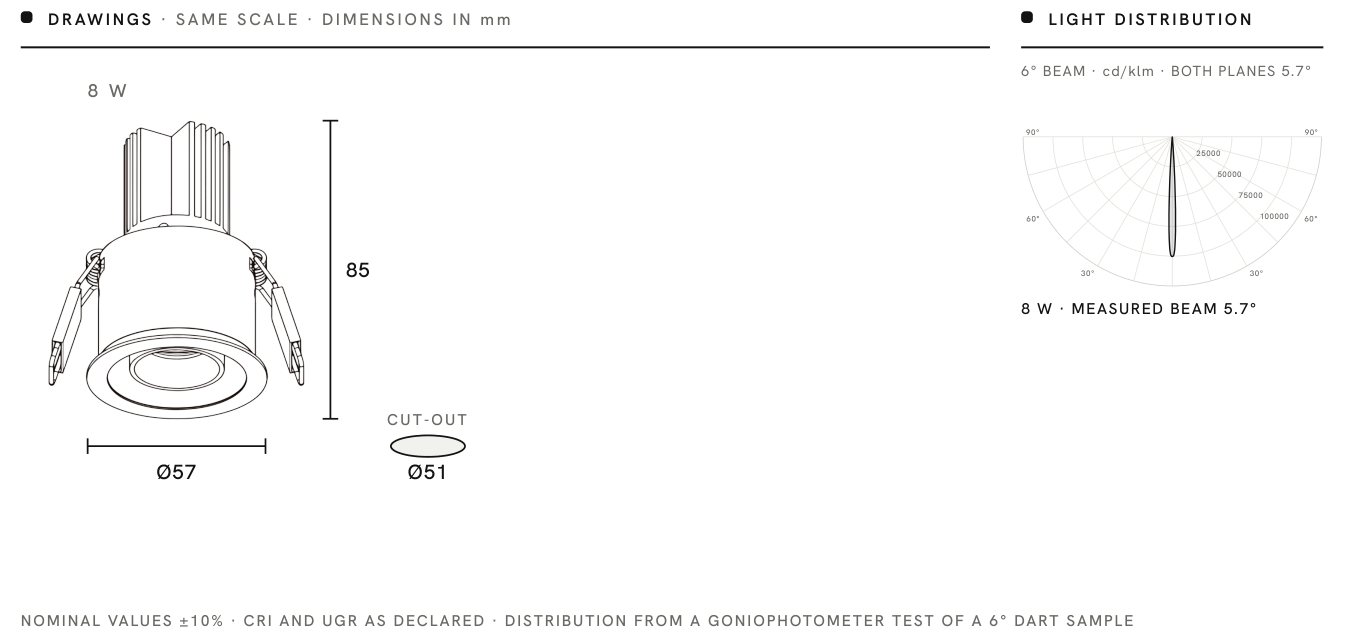 DRAWINGS · SAME SCALE · DIMENSIONS IN mm
8 W
85
CUT-OUT
Ø57
Ø51
LIGHT DISTRIBUTION
6° BEAM · cd/klm · BOTH PLANES 5.7°
90°
90°
25000
50000
75000
100000
60°
60°
30°
30°
8 W · MEASURED BEAM 5.7°
NOMINAL VALUES ±10% · CRI AND UGR AS DECLARED · DISTRIBUTION FROM A GONIOPHOTOMETER TEST OF A 6° DART SAMPLE